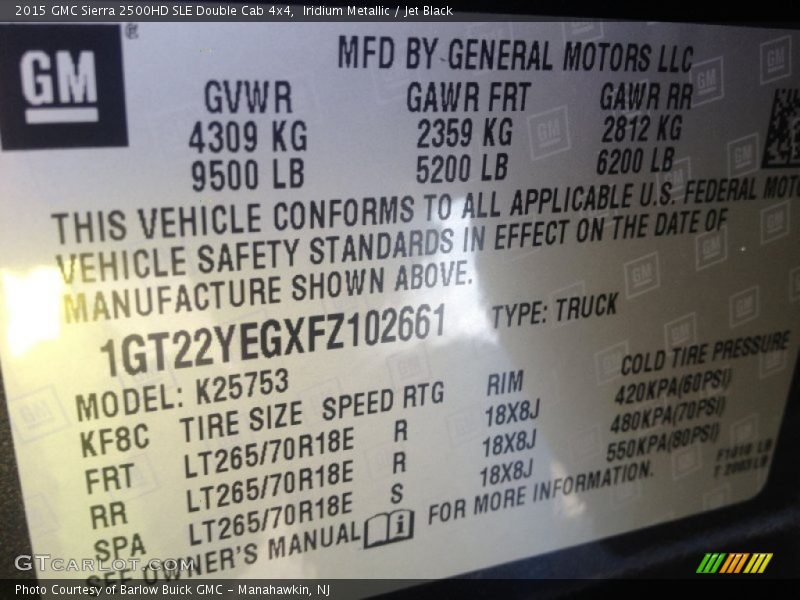 2015 GMC Sierra 2500HD SLE Double Cab 4x4, Iridium Metallic / Jet Black
GM
MFD BY GENERAL MOTORS LLC
GVWR GAWR FRT GAWR RR
4309 KG 2359 KG 2812 KG
9500 LB 5200 LB 6200 LB
THIS VEHICLE CONFORMS TO ALL APPLICABLE U.S. FEDERAL MOTO
VEHICLE SAFETY STANDARDS IN EFFECT ON THE DATE OF
MANUFACTURE SHOWN ABOVE.
1GT22YEGXFZ102661 TYPE: TRUCK
MODEL: K25753
KF8C TIRE SIZE SPEED RTG RIM COLD TIRE PRESSURE
FRT LT265/70R18E R 18X8J 420KPA(60PSI)
RR LT265/70R18E R 18X8J 480KPA(70PSI)
SPA LT265/70R18E S 18X8J 550KPA(80PSI)
SEE OWNER'S MANUAL FOR MORE INFORMATION.
GTcarlot.com
Photo Courtesy of Barlow Buick GMC - Manahawkin, NJ